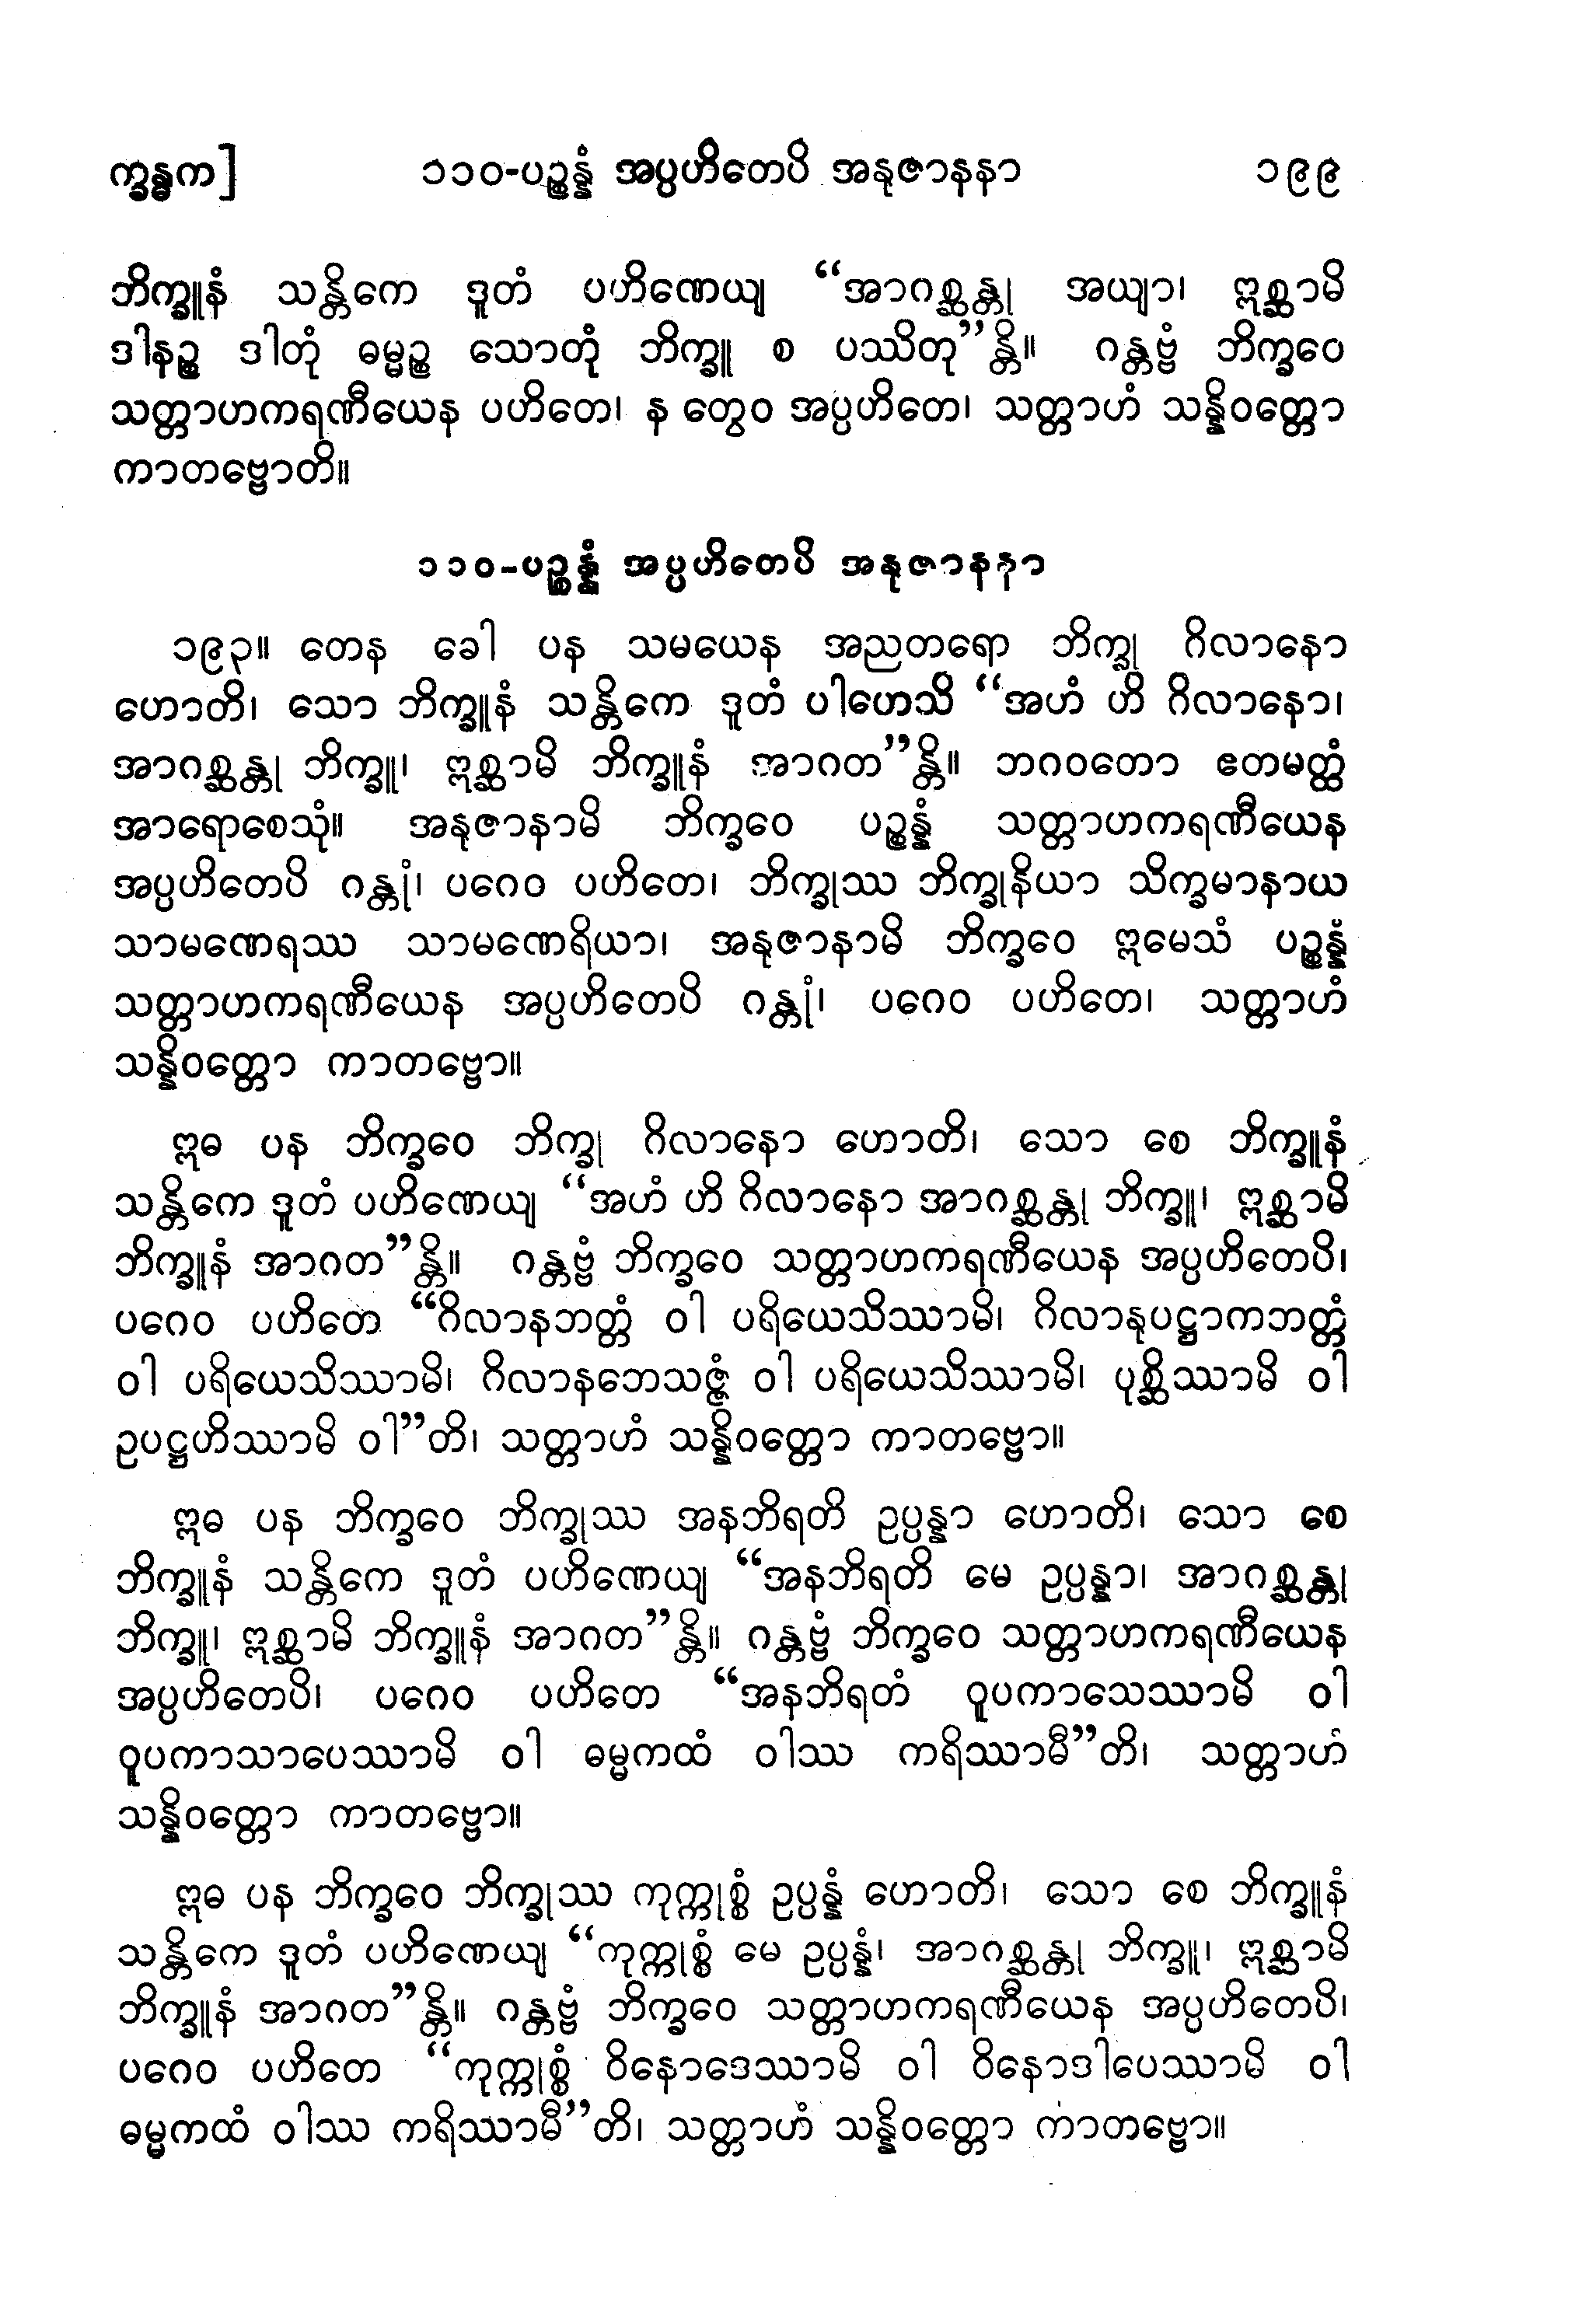 က္ခန္ဓက] ၁၁၀-ပဉ္စန္နံ အပ္ပဟိတေပိ အနုဇာနနာ ၁၉၉
ဘိက္ခူနံ သန္တိကေ ဒူတံ ပဟိဏေယျ “အာဂစ္ဆန္တု အယျာ၊ ဣစ္ဆာမိ
ဒါနဉ္စ ဒါတုံ ဓမ္မဉ္စ သောတုံ ဘိက္ခူ စ ပဿိတု”န္တိ။ ဂန္တဗ္ဗံ ဘိက္ခဝေ
သတ္တာဟကရဏီယေန ပဟိတေ၊ န တွေဝ အပ္ပဟိတေ၊ သတ္တာဟံ သန္နိဝတ္တော
ကာတဗ္ဗောတိ။
၁၁၀-ပဉ္စန္နံ အပ္ပဟိတေပိ အနုဇာနနာ
၁၉၃။ တေန ခေါ ပန သမယေန အညတရော ဘိက္ခု ဂိလာနော
ဟောတိ၊ သော ဘိက္ခူနံ သန္တိကေ ဒူတံ ပါဟေသိ “အဟံ ဟိ ဂိလာနော၊
အာဂစ္ဆန္တု ဘိက္ခူ၊ ဣစ္ဆာမိ ဘိက္ခူနံ အာဂတ”န္တိ။ ဘဂဝတော ဧတမတ္ထံ
အာရောစေသုံ။ အနုဇာနာမိ ဘိက္ခဝေ ပဉ္စန္နံ သတ္တာဟကရဏီယေန
အပ္ပဟိတေပိ ဂန္တုံ၊ ပဂေဝ ပဟိတေ၊ ဘိက္ခုဿ ဘိက္ခုနိယာ သိက္ခမာနာယ
သာမဏေရဿ သာမဏေရိယာ၊ အနုဇာနာမိ ဘိက္ခဝေ ဣမေသံ ပဉ္စန္နံ
သတ္တာဟကရဏီယေန အပ္ပဟိတေပိ ဂန္တုံ၊ ပဂေဝ ပဟိတေ၊ သတ္တာဟံ
သန္နိဝတ္တော ကာတဗ္ဗော။
ဣဓ ပန ဘိက္ခဝေ ဘိက္ခု ဂိလာနော ဟောတိ၊ သော စေ ဘိက္ခူနံ
သန္တိကေ ဒူတံ ပဟိဏေယျ “အဟံ ဟိ ဂိလာနော အာဂစ္ဆန္တု ဘိက္ခူ၊ ဣစ္ဆာမိ
ဘိက္ခူနံ အာဂတ”န္တိ။ ဂန္တဗ္ဗံ ဘိက္ခဝေ သတ္တာဟကရဏီယေန အပ္ပဟိတေပိ၊
ပဂေဝ ပဟိတေ “ဂိလာနဘတ္တံ ဝါ ပရိယေသိဿာမိ၊ ဂိလာနုပဋ္ဌာကဘတ္တံ
ဝါ ပရိယေသိဿာမိ၊ ဂိလာနဘေသဇ္ဇံ ဝါ ပရိယေသိဿာမိ၊ ပုစ္ဆိဿာမိ ဝါ
ဥပဋ္ဌဟိဿာမိ ဝါ”တိ၊ သတ္တာဟံ သန္နိဝတ္တော ကာတဗ္ဗော။
ဣဓ ပန ဘိက္ခဝေ ဘိက္ခုဿ အနဘိရတိ ဥပ္ပန္နာ ဟောတိ၊ သော စေ
ဘိက္ခူနံ သန္တိကေ ဒူတံ ပဟိဏေယျ “အနဘိရတိ မေ ဥပ္ပန္နာ၊ အာဂစ္ဆန္တု
ဘိက္ခူ၊ ဣစ္ဆာမိ ဘိက္ခူနံ အာဂတ”န္တိ။ ဂန္တဗ္ဗံ ဘိက္ခဝေ သတ္တာဟကရဏီယေန
အပ္ပဟိတေပိ၊ ပဂေဝ ပဟိတေ “အနဘိရတံ ဝူပကာသေဿာမိ ဝါ
ဝူပကာသာပေဿာမိ ဝါ ဓမ္မကထံ ဝါဿ ကရိဿာမီ”တိ၊ သတ္တာဟံ
သန္နိဝတ္တော ကာတဗ္ဗော။
ဣဓ ပန ဘိက္ခဝေ ဘိက္ခုဿ ကုက္ကုစ္စံ ဥပ္ပန္နံ ဟောတိ၊ သော စေ ဘိက္ခူနံ
သန္တိကေ ဒူတံ ပဟိဏေယျ “ကုက္ကုစ္စံ မေ ဥပ္ပန္နံ၊ အာဂစ္ဆန္တု ဘိက္ခူ၊ ဣစ္ဆာမိ
ဘိက္ခူနံ အာဂတ”န္တိ။ ဂန္တဗ္ဗံ ဘိက္ခဝေ သတ္တာဟကရဏီယေန အပ္ပဟိတေပိ၊
ပဂေဝ ပဟိတေ “ကုက္ကုစ္စံ ဝိနောဒေဿာမိ ဝါ ဝိနောဒါပေဿာမိ ဝါ
ဓမ္မကထံ ဝါဿ ကရိဿာမီ”တိ၊ သတ္တာဟံ သန္နိဝတ္တော ကာတဗ္ဗော။